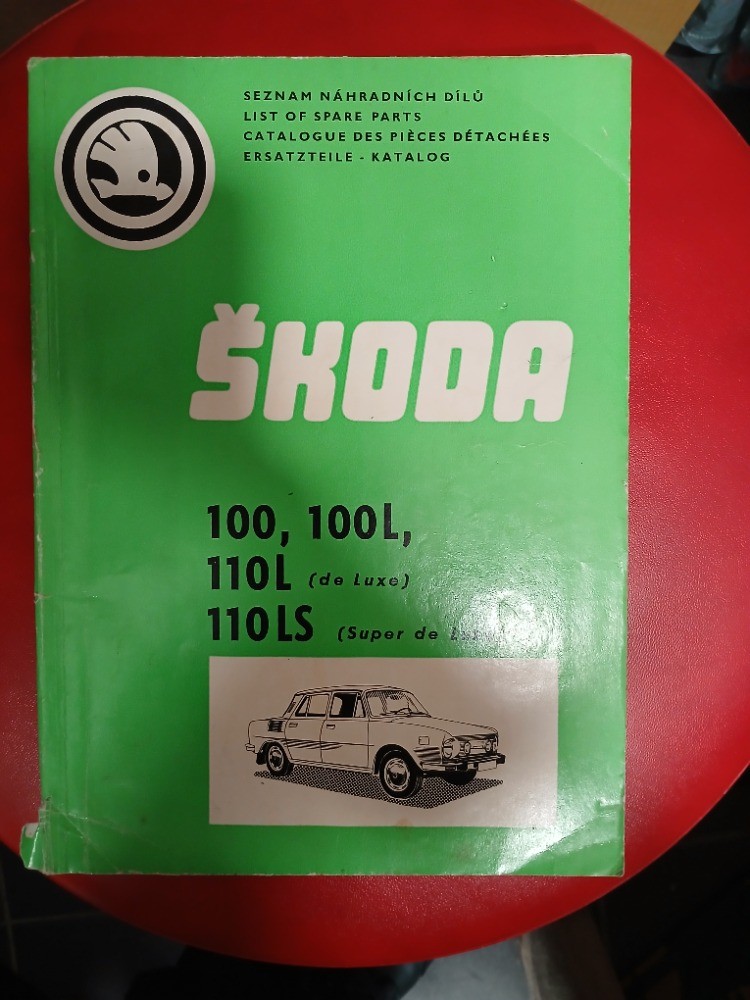 SEZNAM NÁHRADNÍCH DÍLŮ
LIST OF SPARE PARTS
CATALOGUE DES PIÈCES DÉTACHÉES
ERSATZTEILE - KATALOG
ŠKODA
100, 100L,
110L (de Luxe)
110LS (Super de